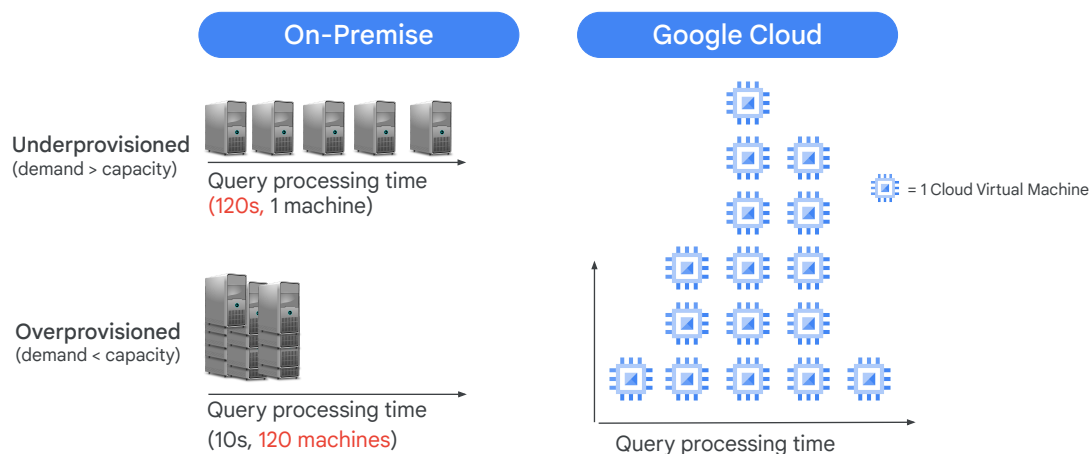 On-Premise
Google Cloud
Underprovisioned
(demand > capacity)
Query processing time
(120s, 1 machine)
= 1 Cloud Virtual Machine
Overprovisioned
(demand < capacity)
Query processing time
(10s, 120 machines)
Query processing time